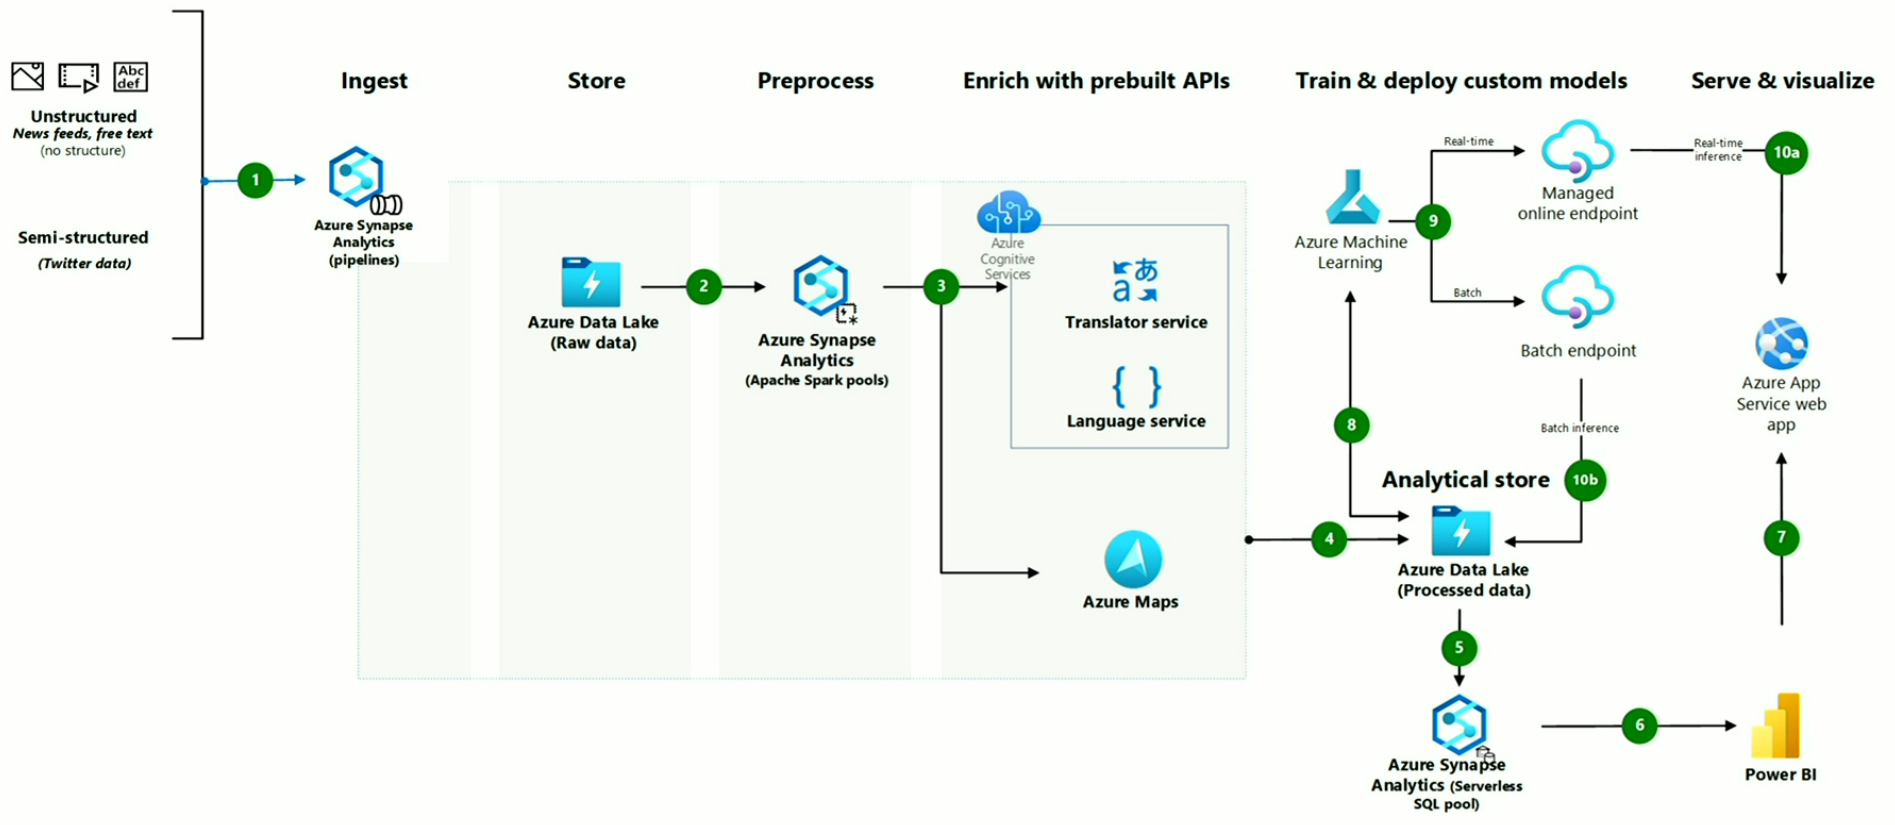 Ingest
Store
Preprocess
Enrich with prebuilt APIs
Train & deploy custom models
Serve & visualize
Abc
def
Unstructured
News feeds, free text
(no structure)
Semi-structured
(Twitter data)
1
Azure Synapse
Analytics
(pipelines)
Azure Data Lake
(Raw data)
2
Azure Synapse
Analytics
(Apache Spark pools)
3
Azure
Cognitive
Services
あ
a
Translator service
{ }
Language service
Azure Maps
4
Azure Machine
Learning
8
9
Real-time
Batch
Managed
online endpoint
Batch endpoint
Real-time
inference
10a
Batch inference
10b
Analytical store
Azure Data Lake
(Processed data)
5
Azure Synapse
Analytics (Serverless
SQL pool)
6
Power BI
7
Azure App
Service web
app